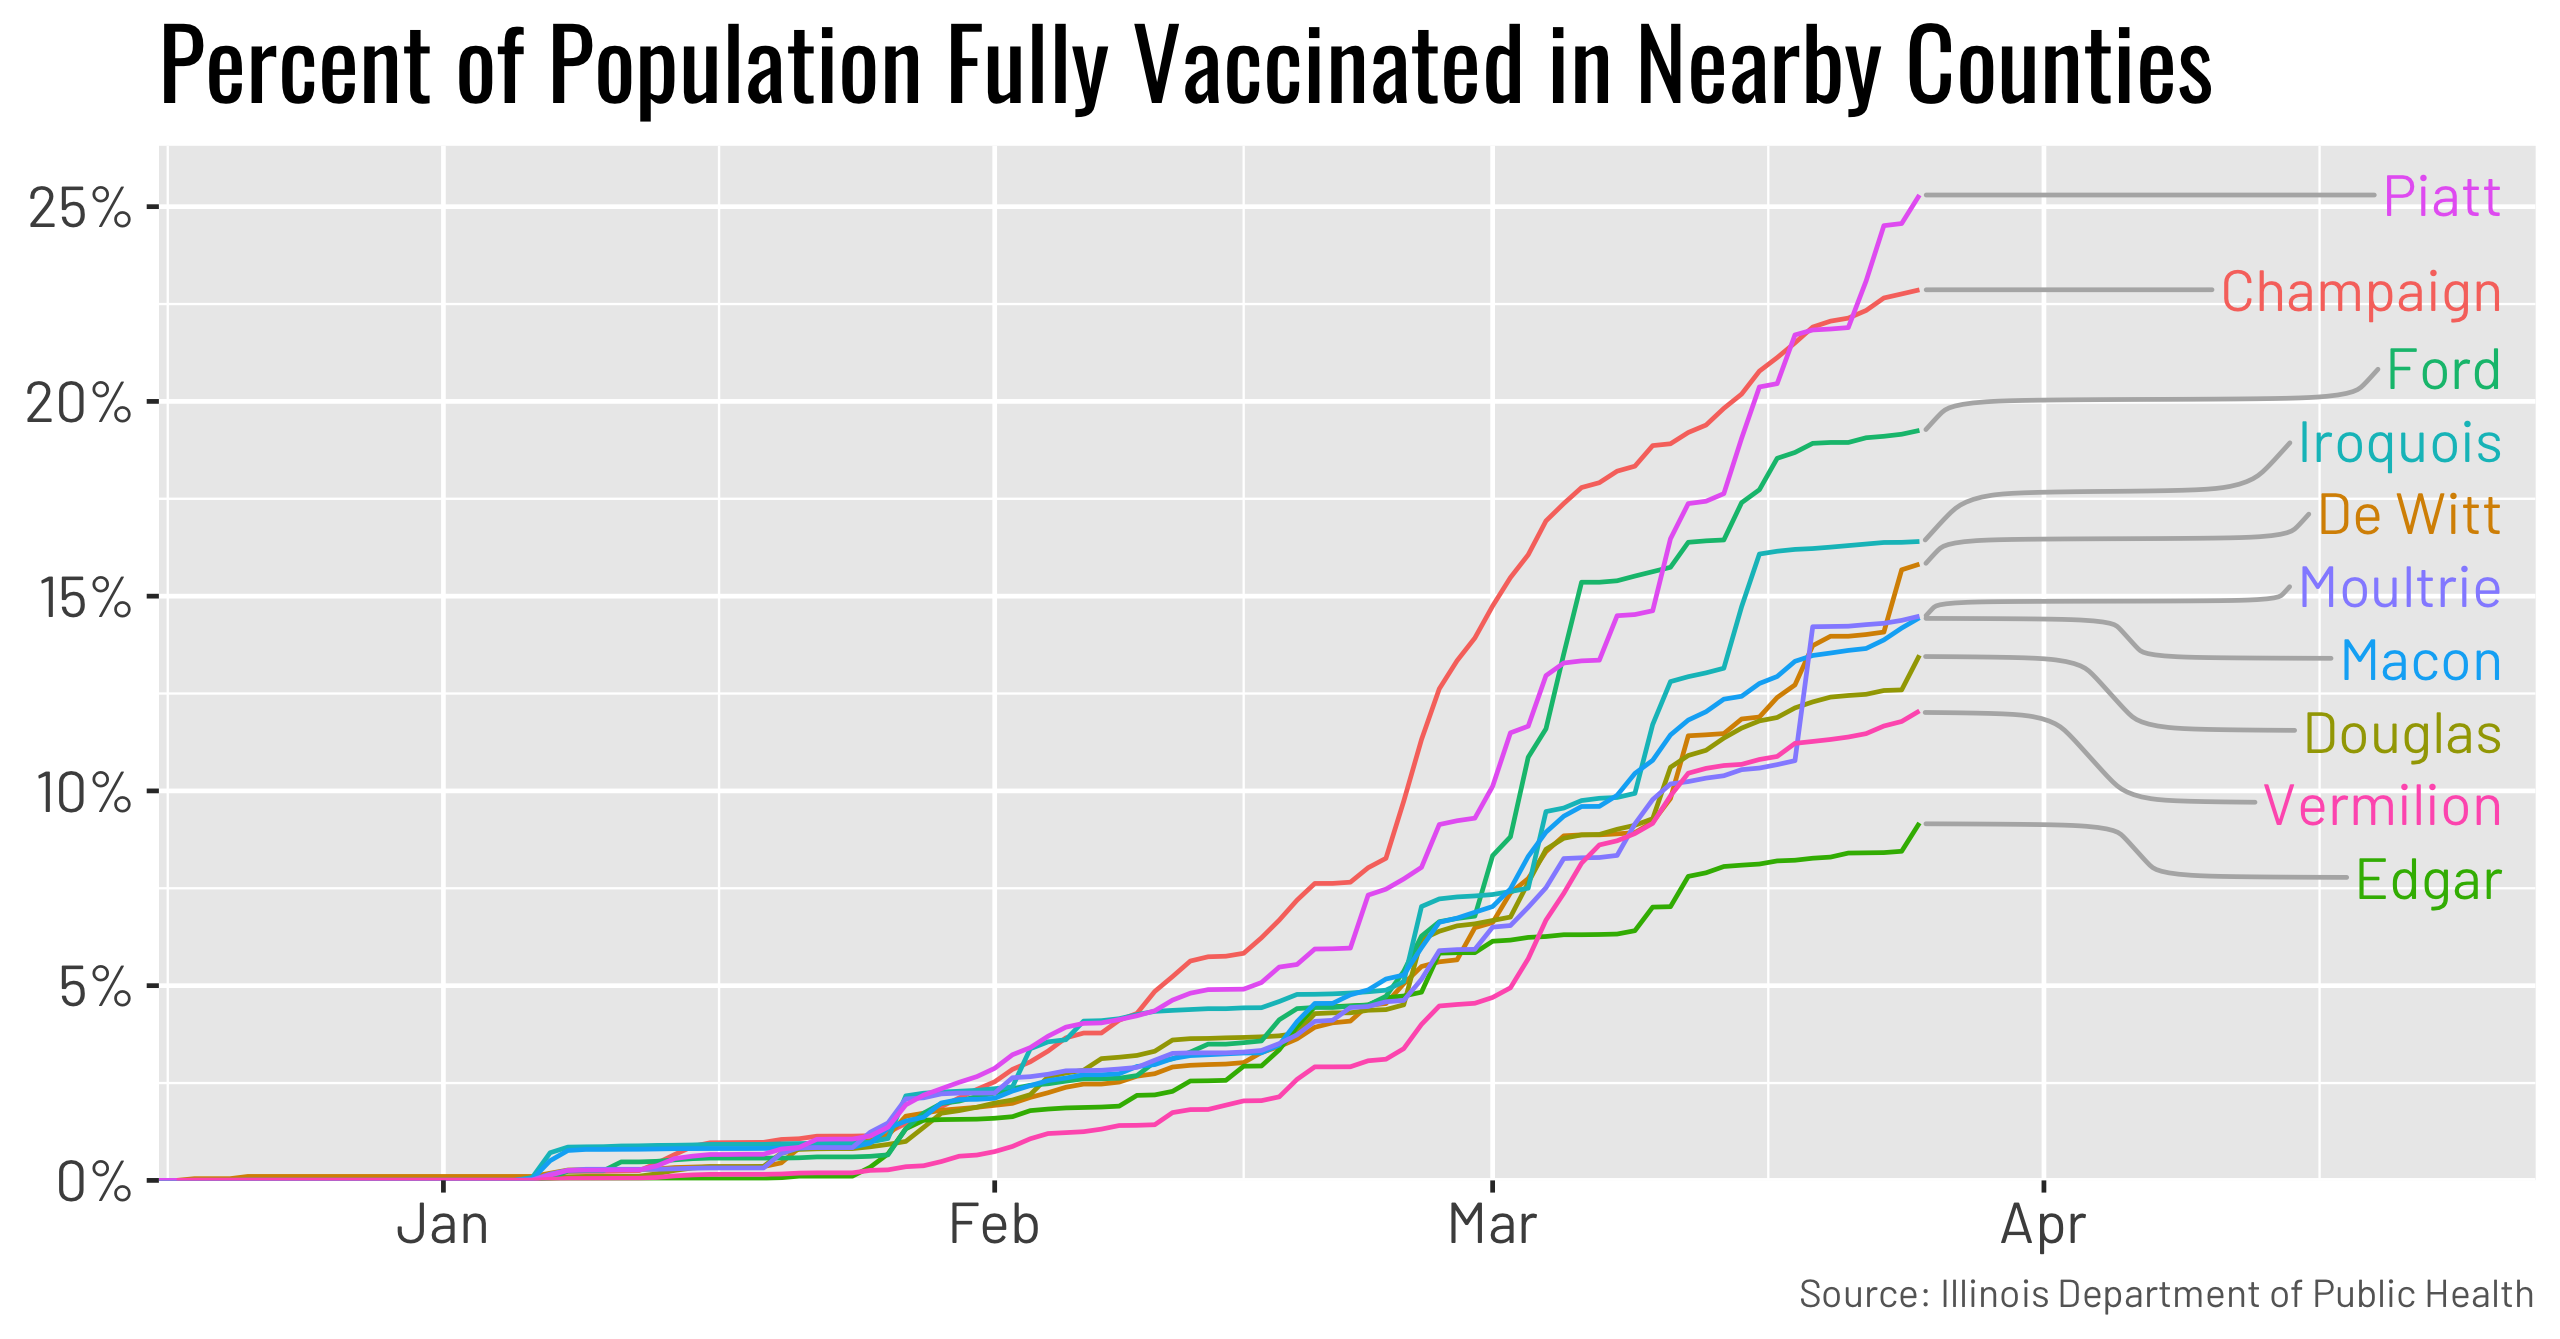 Percent of Population Fully Vaccinated in Nearby Counties
25%
20%
15%
10%
5%
0%
Piatt
Champaign
Ford
Iroquois
De Witt
Moultrie
Macon
Douglas
Vermilion
Edgar
Jan Feb Mar Apr
Source: Illinois Department of Public Health